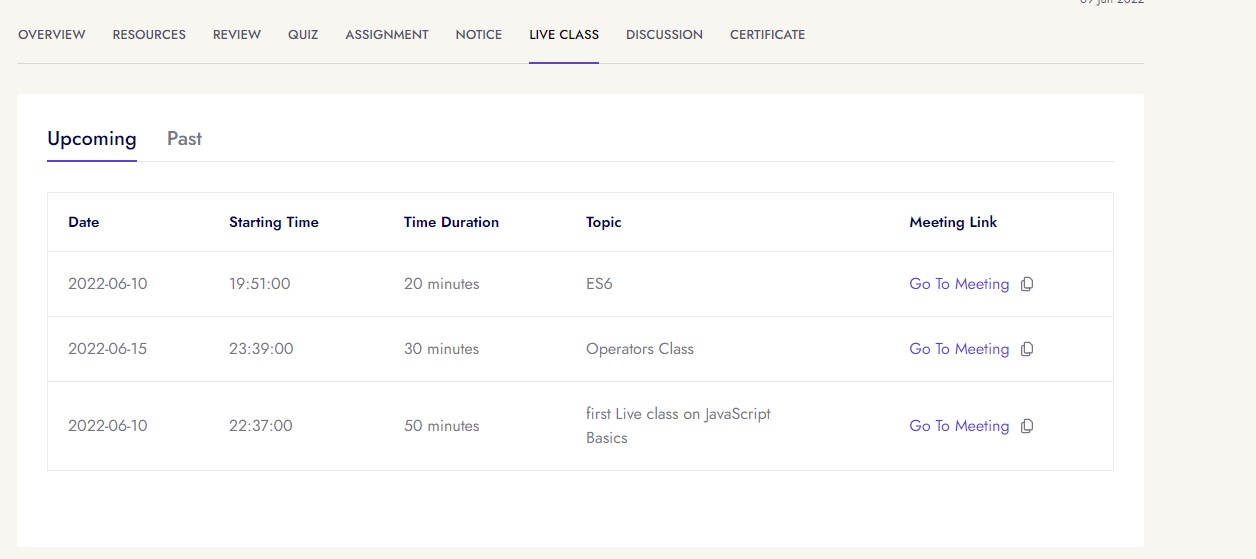 09 Jun 2022
OVERVIEW RESOURCES REVIEW QUIZ ASSIGNMENT NOTICE LIVE CLASS DISCUSSION CERTIFICATE
Upcoming Past
Date Starting Time Time Duration Topic Meeting Link
2022-06-10 19:51:00 20 minutes ES6 Go To Meeting
2022-06-15 23:39:00 30 minutes Operators Class Go To Meeting
2022-06-10 22:37:00 50 minutes first Live class on JavaScript
Basics Go To Meeting